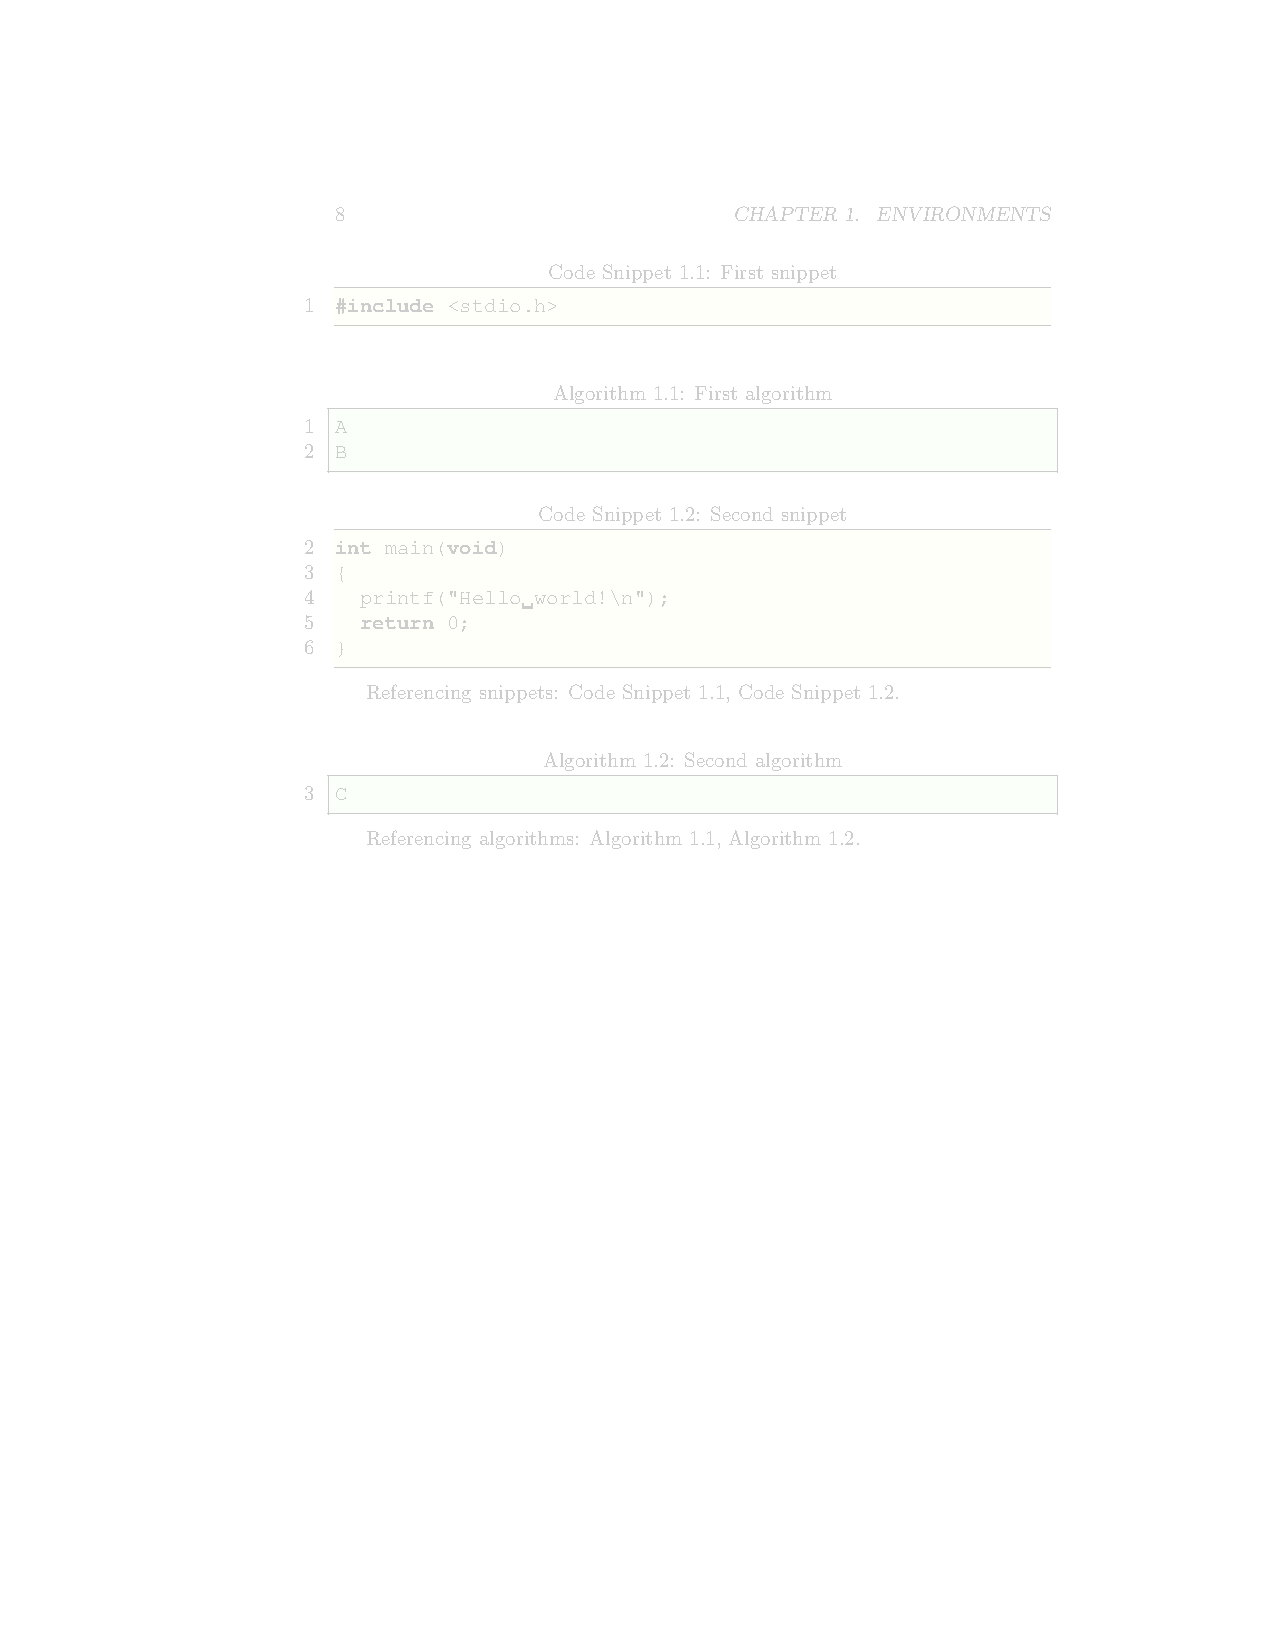 8 CHAPTER 1. ENVIRONMENTS
Code Snippet 1.1: First snippet
1 #include <stdio.h>
Algorithm 1.1: First algorithm
1 A
2 B
Code Snippet 1.2: Second snippet
2 int main(void)
3 {
4   printf("Hello␣world!\n");
5   return 0;
6 }
Referencing snippets: Code Snippet 1.1, Code Snippet 1.2.
Algorithm 1.2: Second algorithm
3 C
Referencing algorithms: Algorithm 1.1, Algorithm 1.2.